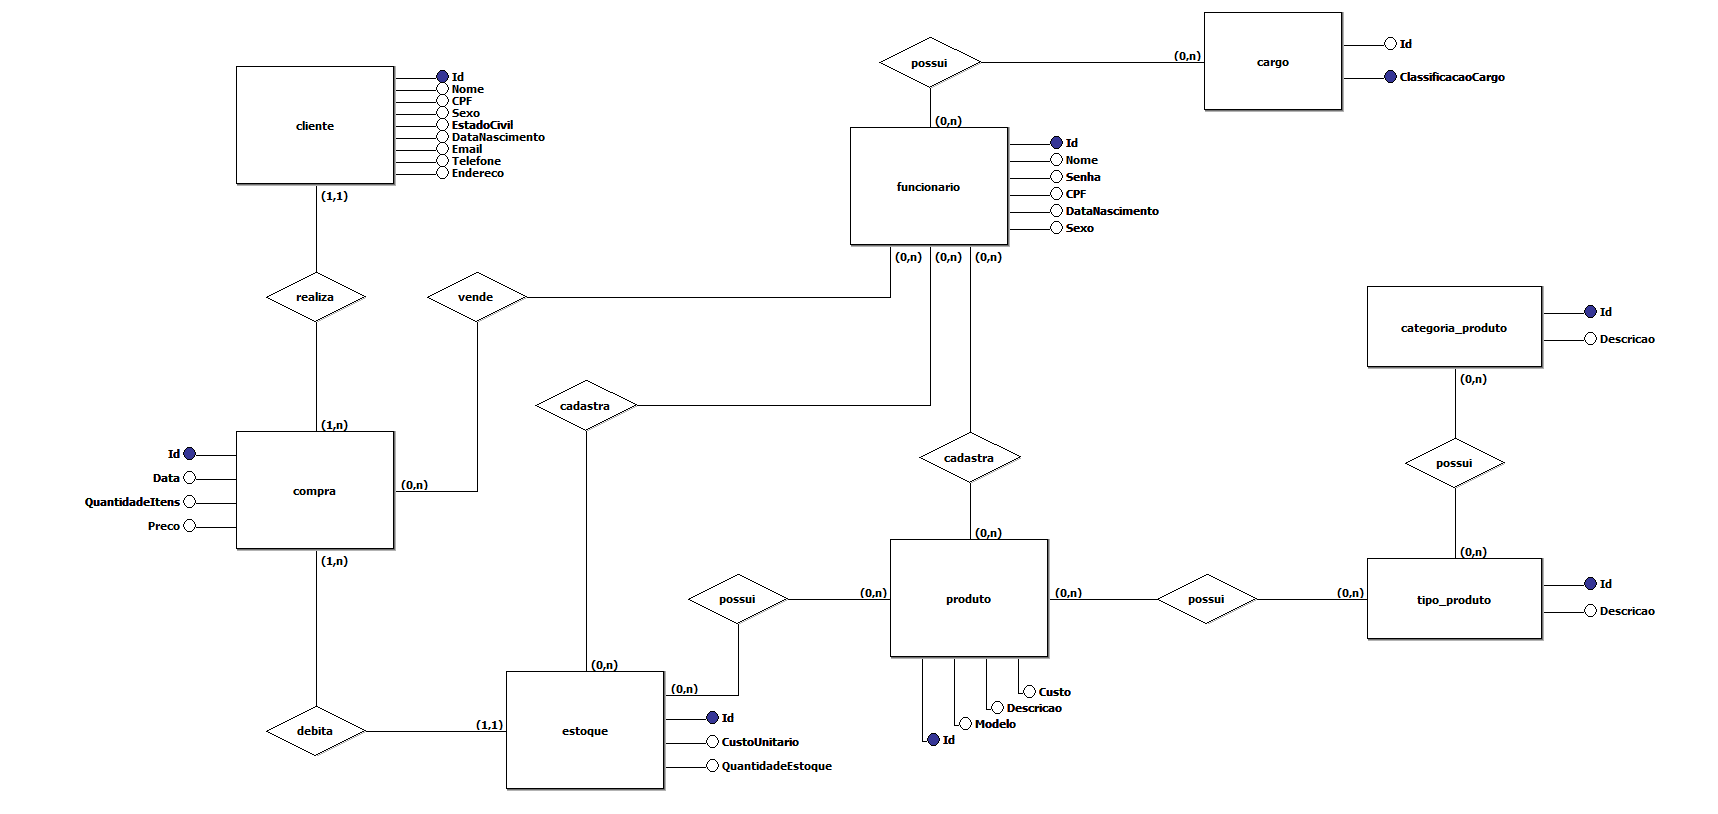 possui
(0,n)
cargo
Id
ClassificacaoCargo
cliente
Id
Nome
CPF
Sexo
EstadoCivil
DataNascimento
Email
Telefone
Endereco
(1,1)
(0,n)
funcionario
Id
Nome
Senha
CPF
DataNascimento
Sexo
(0,n)
(0,n)
(0,n)
realiza
vende
categoria_produto
Id
Descricao
(0,n)
cadastra
(1,n)
compra
Id
Data
QuantidadeItens
Preco
(0,n)
cadastra
possui
(1,n)
(0,n)
(0,n)
possui
(0,n)
produto
(0,n)
possui
(0,n)
tipo_produto
Id
Descricao
(0,n)
(0,n)
debita
(1,1)
estoque
Id
CustoUnitario
QuantidadeEstoque
Custo
Descricao
Modelo
Id